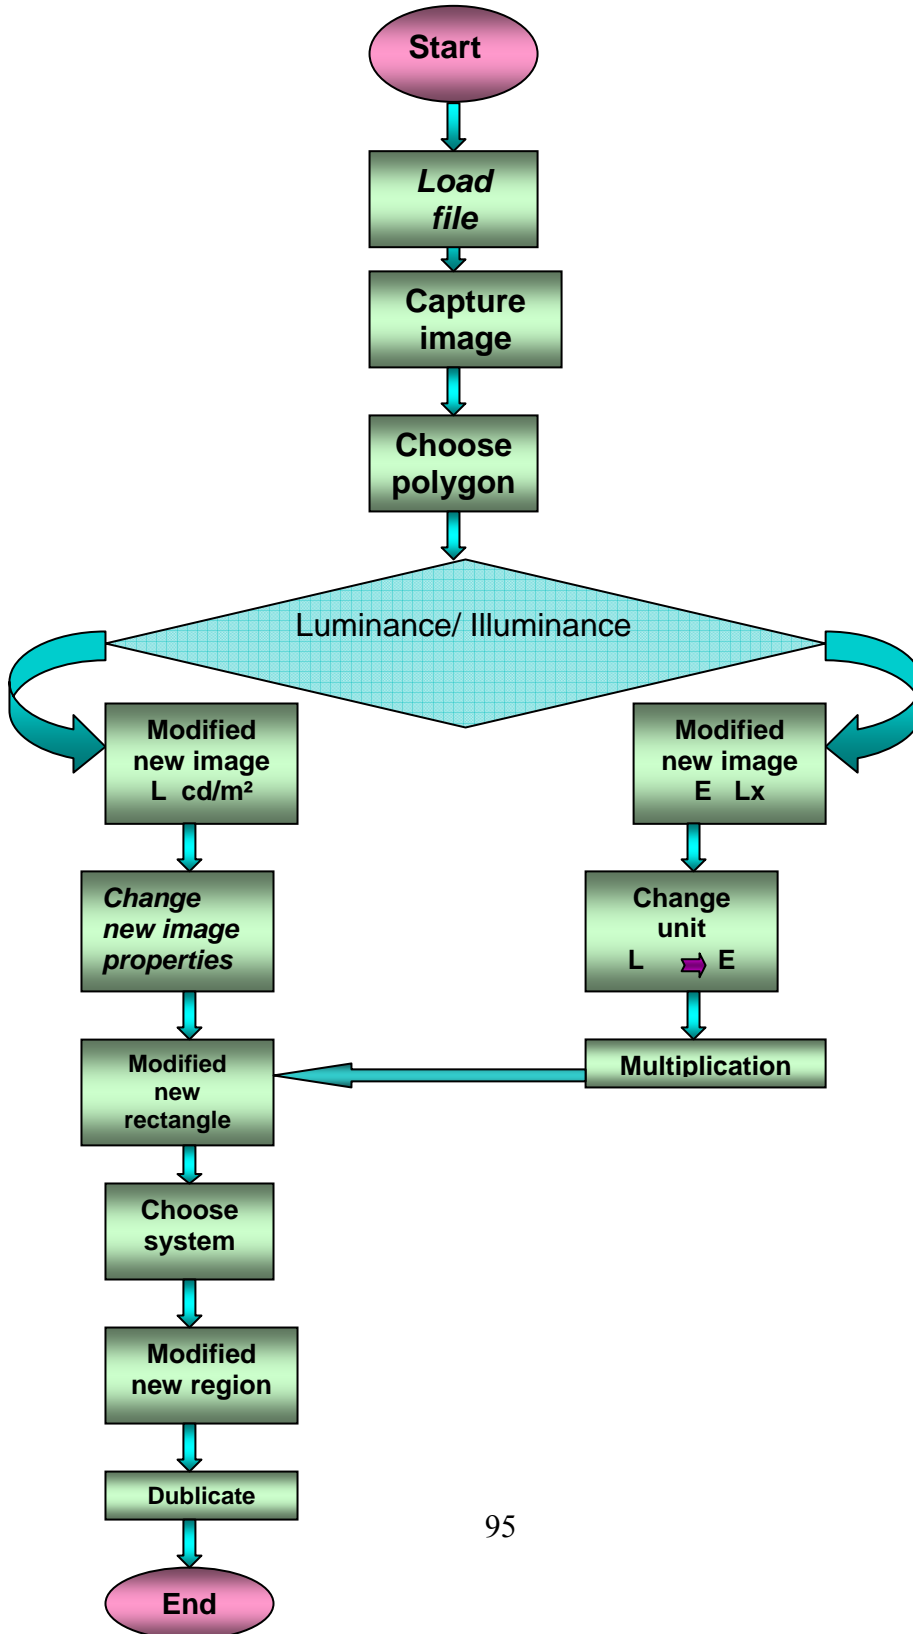 Start
Load
file
Capture
image
Choose
polygon
Luminance/ Illuminance
Modified
new image
L cd/m²
Modified
new image
E Lx
Change
new image
properties
Change
unit
L E
Modified
new
rectangle
Multiplication
Choose
system
Modified
new region
Dublicate
95
End